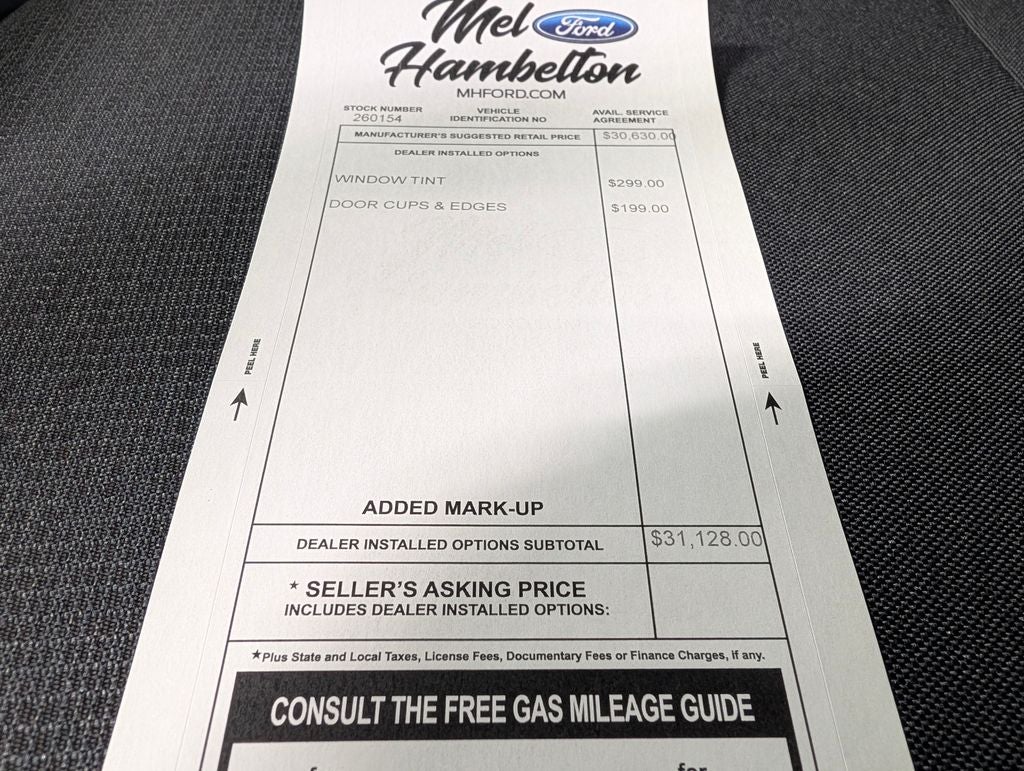 Mel Ford
Hambelton
MHFORD.COM
STOCK NUMBER
260154
VEHICLE
IDENTIFICATION NO
AVAIL. SERVICE
AGREEMENT
MANUFACTURER'S SUGGESTED RETAIL PRICE $30,630.00
DEALER INSTALLED OPTIONS
WINDOW TINT $299.00
DOOR CUPS & EDGES $199.00
PEEL HERE
PEEL HERE
ADDED MARK-UP
DEALER INSTALLED OPTIONS SUBTOTAL $31,128.00
* SELLER'S ASKING PRICE
INCLUDES DEALER INSTALLED OPTIONS:
*Plus State and Local Taxes, License Fees, Documentary Fees or Finance Charges, if any.
CONSULT THE FREE GAS MILEAGE GUIDE